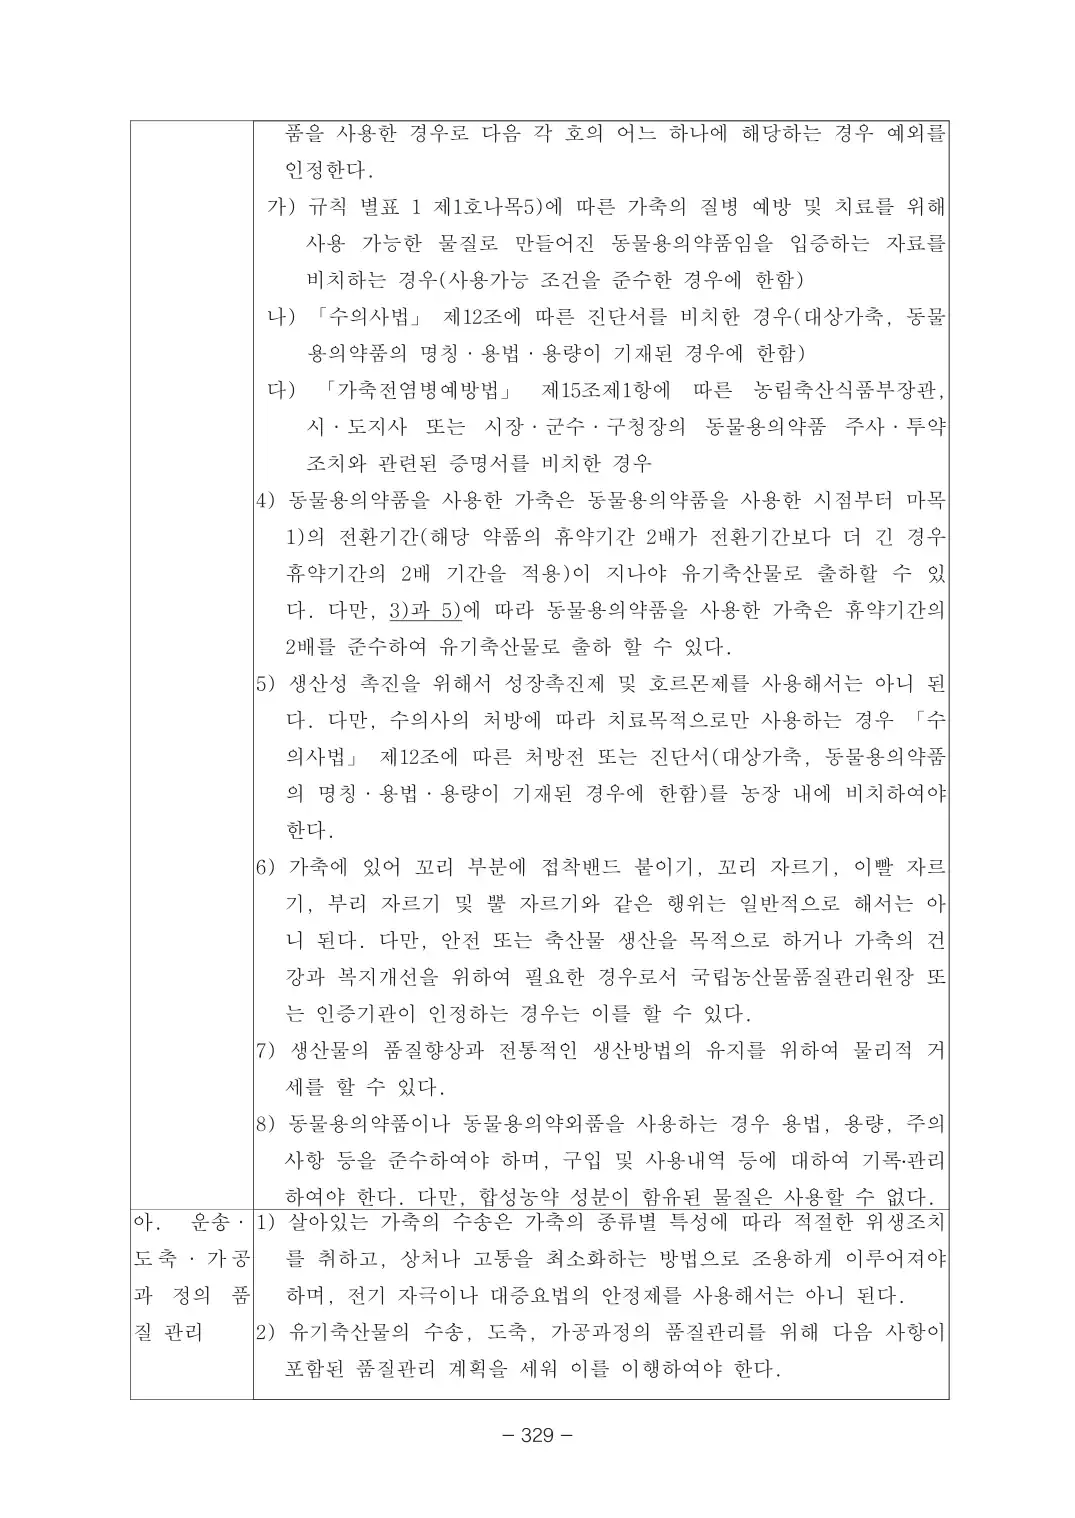 품을 사용한 경우로 다음 각 호의 어느 하나에 해당하는 경우 예외를
인정한다.
가) 규칙 별표 1 제1호나목5)에 따른 가축의 질병 예방 및 치료를 위해
사용 가능한 물질로 만들어진 동물용의약품임을 입증하는 자료를
비치하는 경우(사용가능 조건을 준수한 경우에 한함)
나) 「수의사법」 제12조에 따른 진단서를 비치한 경우(대상가축, 동물
용의약품의 명칭·용법·용량이 기재된 경우에 한함)
다) 「가축전염병예방법」 제15조제1항에 따른 농림축산식품부장관,
시·도지사 또는 시장·군수·구청장의 동물용의약품 주사·투약
조치와 관련된 증명서를 비치한 경우
4) 동물용의약품을 사용한 가축은 동물용의약품을 사용한 시점부터 마목
1)의 전환기간(해당 약품의 휴약기간 2배가 전환기간보다 더 긴 경우
휴약기간의 2배 기간을 적용)이 지나야 유기축산물로 출하할 수 있
다. 다만, 3)과 5)에 따라 동물용의약품을 사용한 가축은 휴약기간의
2배를 준수하여 유기축산물로 출하 할 수 있다.
5) 생산성 촉진을 위해서 성장촉진제 및 호르몬제를 사용해서는 아니 된
다. 다만, 수의사의 처방에 따라 치료목적으로만 사용하는 경우 「수
의사법」 제12조에 따른 처방전 또는 진단서(대상가축, 동물용의약품
의 명칭·용법·용량이 기재된 경우에 한함)를 농장 내에 비치하여야
한다.
6) 가축에 있어 꼬리 부분에 접착밴드 붙이기, 꼬리 자르기, 이빨 자르
기, 부리 자르기 및 뿔 자르기와 같은 행위는 일반적으로 해서는 아
니 된다. 다만, 안전 또는 축산물 생산을 목적으로 하거나 가축의 건
강과 복지개선을 위하여 필요한 경우로서 국립농산물품질관리원장 또
는 인증기관이 인정하는 경우는 이를 할 수 있다.
7) 생산물의 품질향상과 전통적인 생산방법의 유지를 위하여 물리적 거
세를 할 수 있다.
8) 동물용의약품이나 동물용의약외품을 사용하는 경우 용법, 용량, 주의
사항 등을 준수하여야 하며, 구입 및 사용내역 등에 대하여 기록·관리
하여야 한다. 다만, 합성농약 성분이 함유된 물질은 사용할 수 없다.
아. 운송·
도축·가공
과 정의 품
질 관리
1) 살아있는 가축의 수송은 가축의 종류별 특성에 따라 적절한 위생조치
를 취하고, 상처나 고통을 최소화하는 방법으로 조용하게 이루어져야
하며, 전기 자극이나 대증요법의 안정제를 사용해서는 아니 된다.
2) 유기축산물의 수송, 도축, 가공과정의 품질관리를 위해 다음 사항이
포함된 품질관리 계획을 세워 이를 이행하여야 한다.
- 329 -